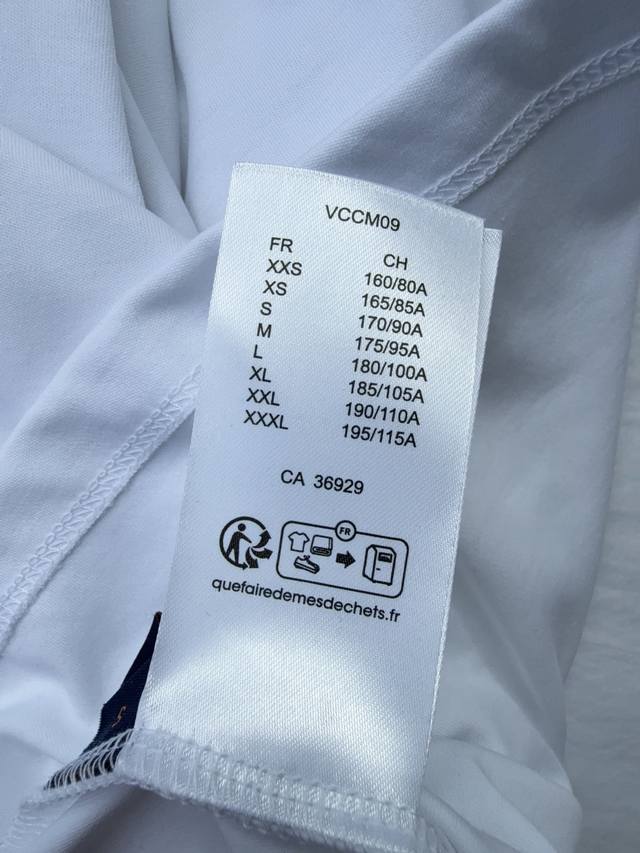 VCCM09
FR CH
XXS 160/80A
XS 165/85A
S 170/90A
M 175/95A
L 180/100A
XL 185/105A
XXL 190/110A
XXXL 195/115A
CA 36929
FR
quefairedemesdechets.fr
S